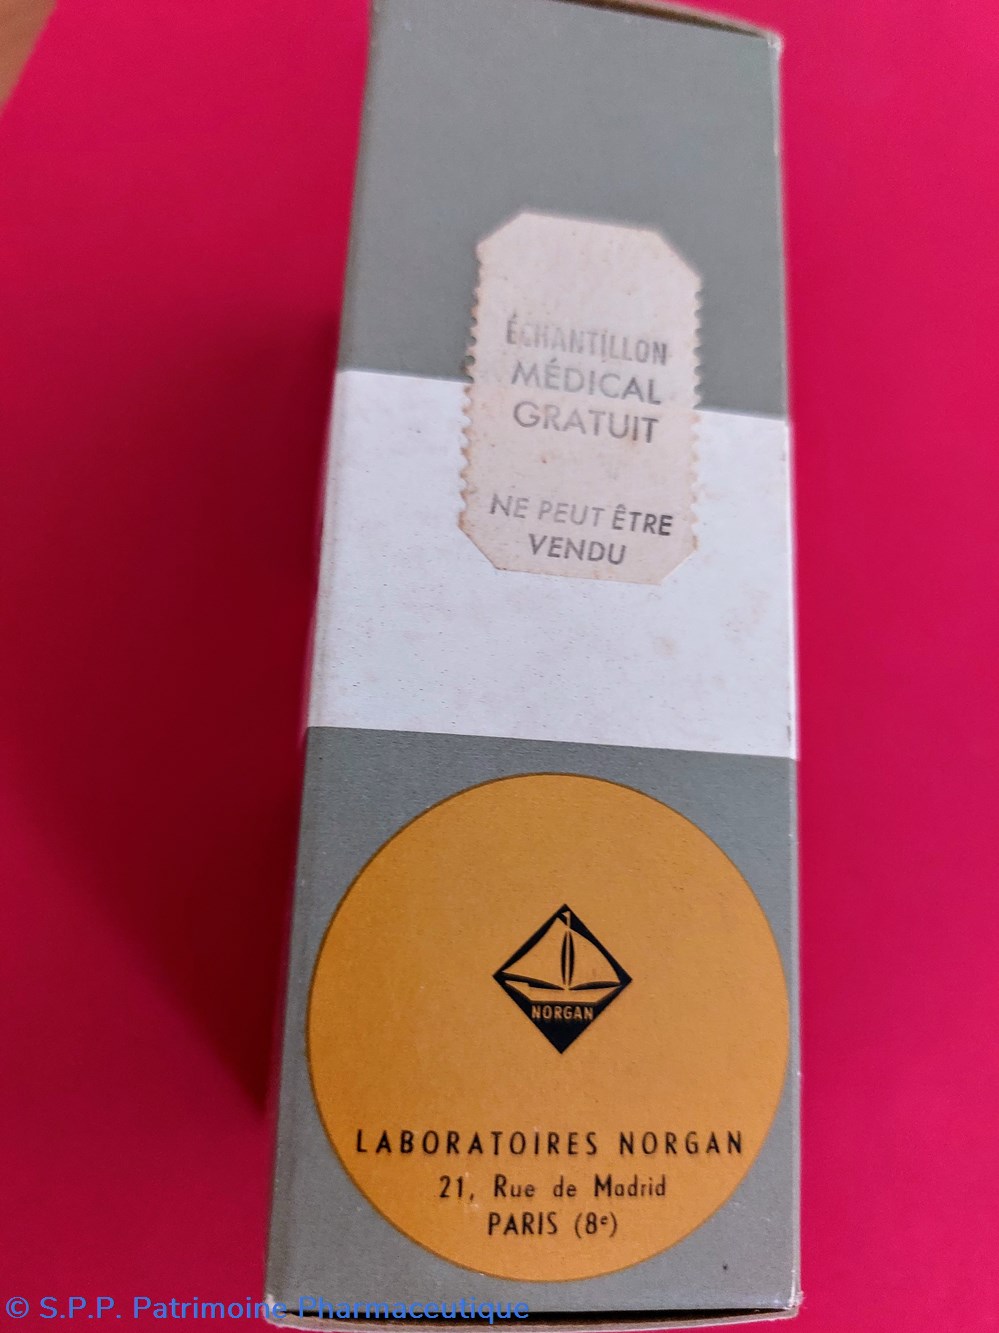 ÉCHANTILLON
MÉDICAL
GRATUIT
NE PEUT ÊTRE
VENDU
NORGAN
LABORATOIRES NORGAN
21, Rue de Madrid
PARIS (8ᵉ)
© S.P.P. Patrimoine Pharmaceutique